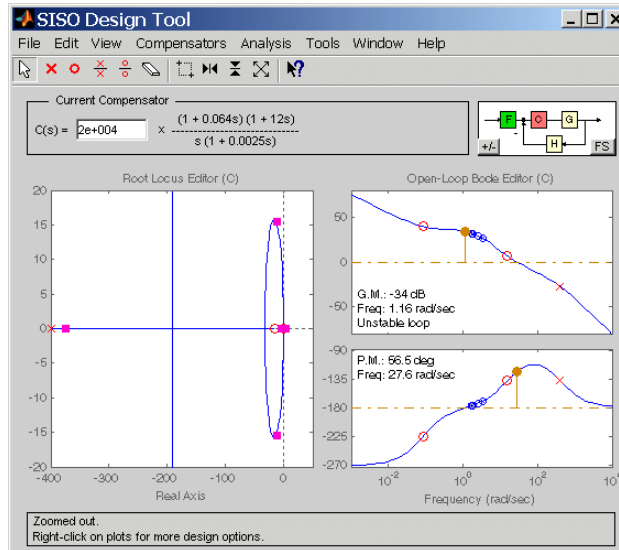 SISO Design Tool
File Edit View Compensators Analysis Tools Window Help
Current Compensator
C(s) = 2e+004 x (1 + 0.064s) (1 + 12s)
s (1 + 0.0025s)
F C G
H
+/- FS
Root Locus Editor (C)
20
15
10
5
0
-5
-10
-15
-20
-400 -300 -200 -100 0
Real Axis
Open-Loop Bode Editor (C)
50
0
-50
G.M.: -34 dB
Freq: 1.16 rad/sec
Unstable loop
-90
-135
-180
-225
-270
P.M.: 56.5 deg
Freq: 27.6 rad/sec
10^-2 10^0 10^2 10^4
Frequency (rad/sec)
Zoomed out.
Right-click on plots for more design options.